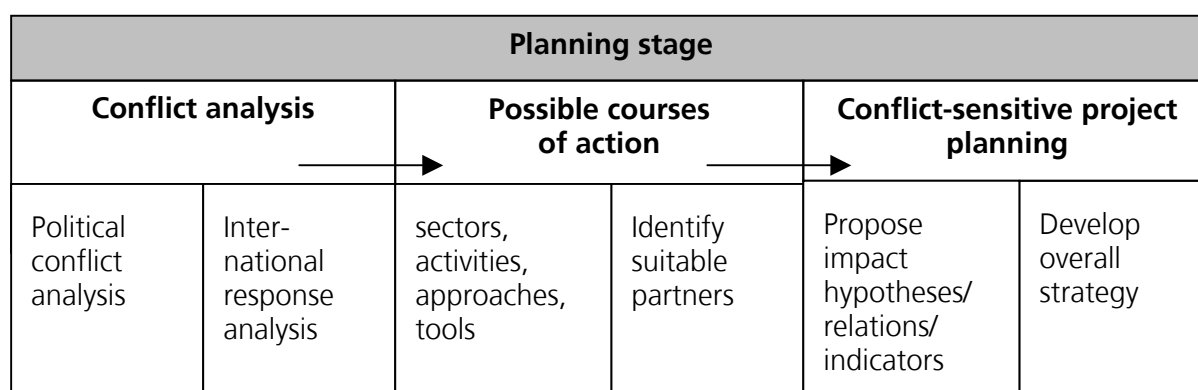 Planning stage
Conflict analysis
Possible courses
of action
Conflict-sensitive project
planning
Political
conflict
analysis
Inter-
national
response
analysis
sectors,
activities,
approaches,
tools
Identify
suitable
partners
Propose
impact
hypotheses/
relations/
indicators
Develop
overall
strategy